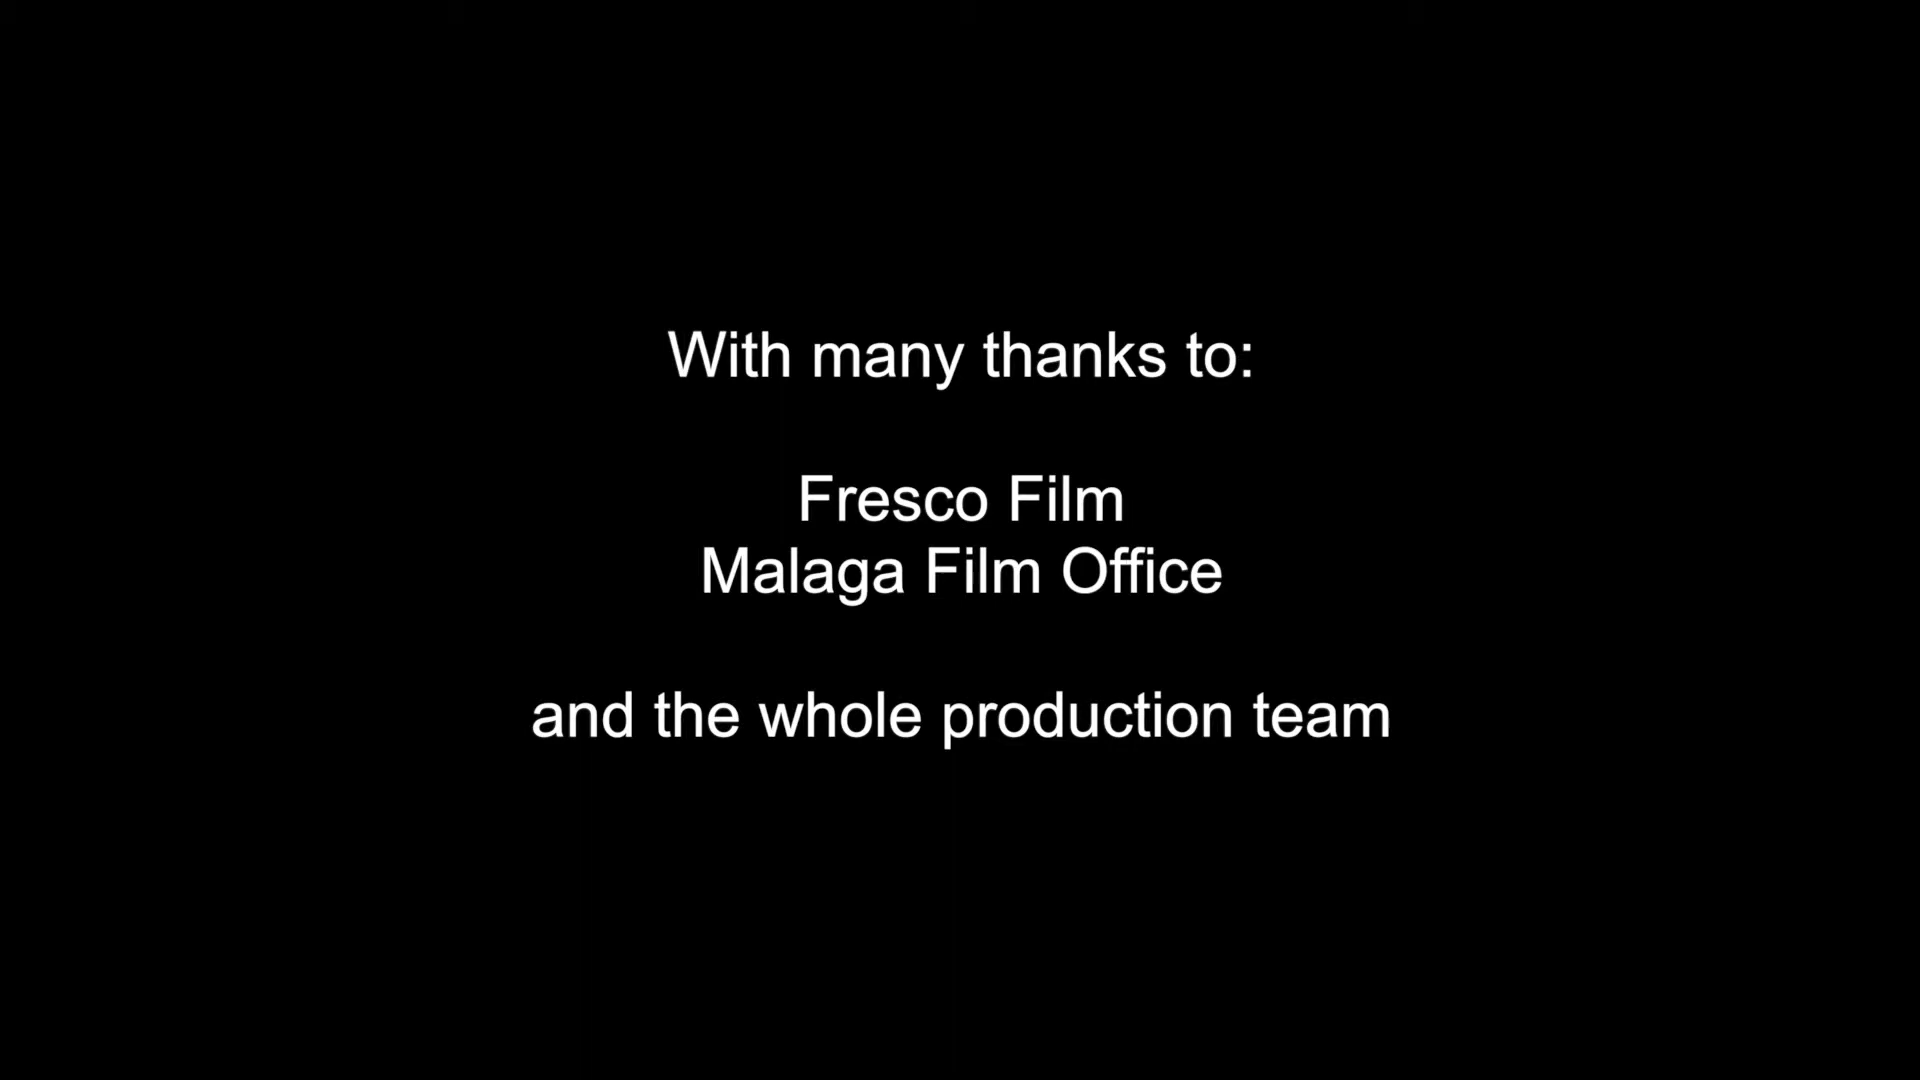 With many thanks to:
Fresco Film
Malaga Film Office
and the whole production team